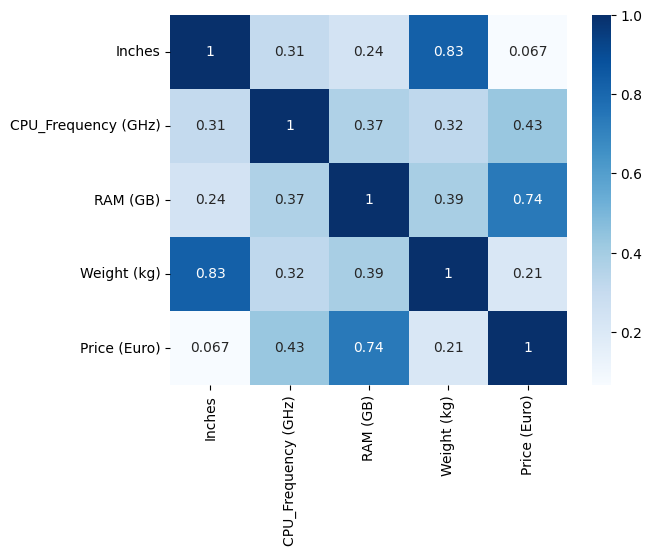 Inches 1 0.31 0.24 0.83 0.067
CPU_Frequency (GHz) 0.31 1 0.37 0.32 0.43
RAM (GB) 0.24 0.37 1 0.39 0.74
Weight (kg) 0.83 0.32 0.39 1 0.21
Price (Euro) 0.067 0.43 0.74 0.21 1
Inches
CPU_Frequency (GHz)
RAM (GB)
Weight (kg)
Price (Euro)
1.0
0.8
0.6
0.4
0.2